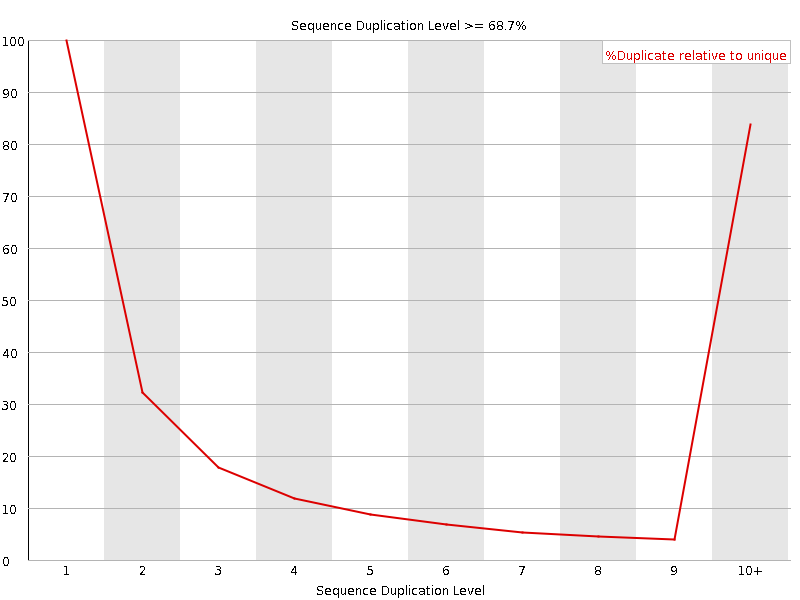 Sequence Duplication Level >= 68.7%
%Duplicate relative to unique
100
90
80
70
60
50
40
30
20
10
0
1 2 3 4 5 6 7 8 9 10+
Sequence Duplication Level